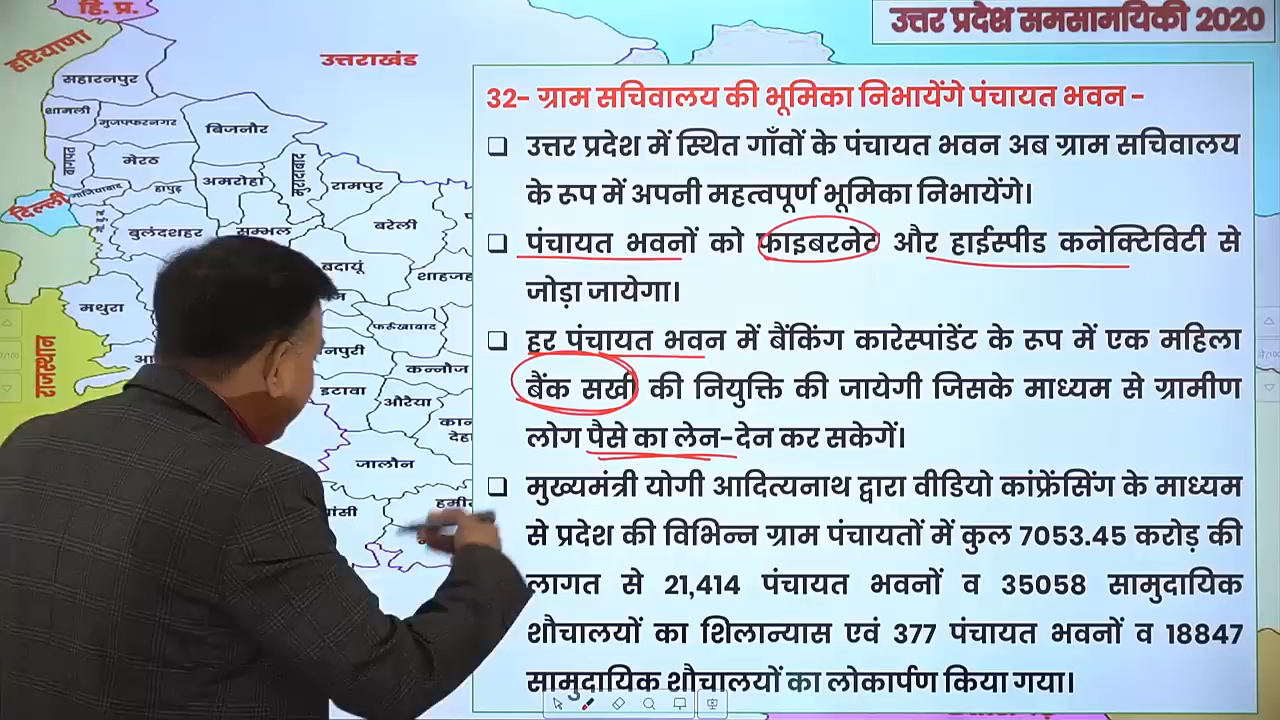 हि. प्र.
उत्तर प्रदेश समसामयिकी 2020
हरियाणा
उत्तराखंड
सहारनपुर
शामली
मुजफ्फरनगर
बिजनौर
बागपत
मेरठ
मुरादाबाद
अमरोहा
रामपुर
गाजियाबाद
हापुड़
दिल्ली
बुलंदशहर
सम्भल
बरेली
बदायूं
शाहजह
मथुरा
फर्रुखाबाद
राजस्थान
आ
नपुरी
कन्नौज
इटावा
औरैया
कान
देहा
जालौन
हमीर
ांसी
32- ग्राम सचिवालय की भूमिका निभायेंगे पंचायत भवन -
❑ उत्तर प्रदेश में स्थित गाँवों के पंचायत भवन अब ग्राम सचिवालय
के रूप में अपनी महत्वपूर्ण भूमिका निभायेंगे।
❑ पंचायत भवनों को फाइबरनेट और हाईस्पीड कनेक्टिविटी से
जोड़ा जायेगा।
❑ हर पंचायत भवन में बैंकिंग कारेस्पांडेंट के रूप में एक महिला
बैंक सखी की नियुक्ति की जायेगी जिसके माध्यम से ग्रामीण
लोग पैसे का लेन-देन कर सकेगें।
❑ मुख्यमंत्री योगी आदित्यनाथ द्वारा वीडियो कांफ्रेंसिंग के माध्यम
से प्रदेश की विभिन्न ग्राम पंचायतों में कुल 7053.45 करोड़ की
लागत से 21,414 पंचायत भवनों व 35058 सामुदायिक
शौचालयों का शिलान्यास एवं 377 पंचायत भवनों व 18847
सामुदायिक शौचालयों का लोकार्पण किया गया।